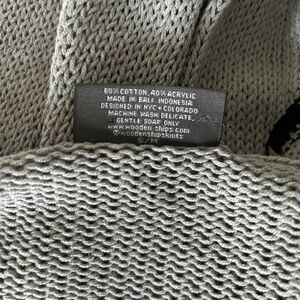 60% COTTON, 40% ACRYLIC
MADE IN BALI, INDONESIA
DESIGNED IN NYC + COLORADO
MACHINE WASH DELICATE,
GENTLE SOAP ONLY
www.wooden-ships.com
@woodenshipsknits
S/M